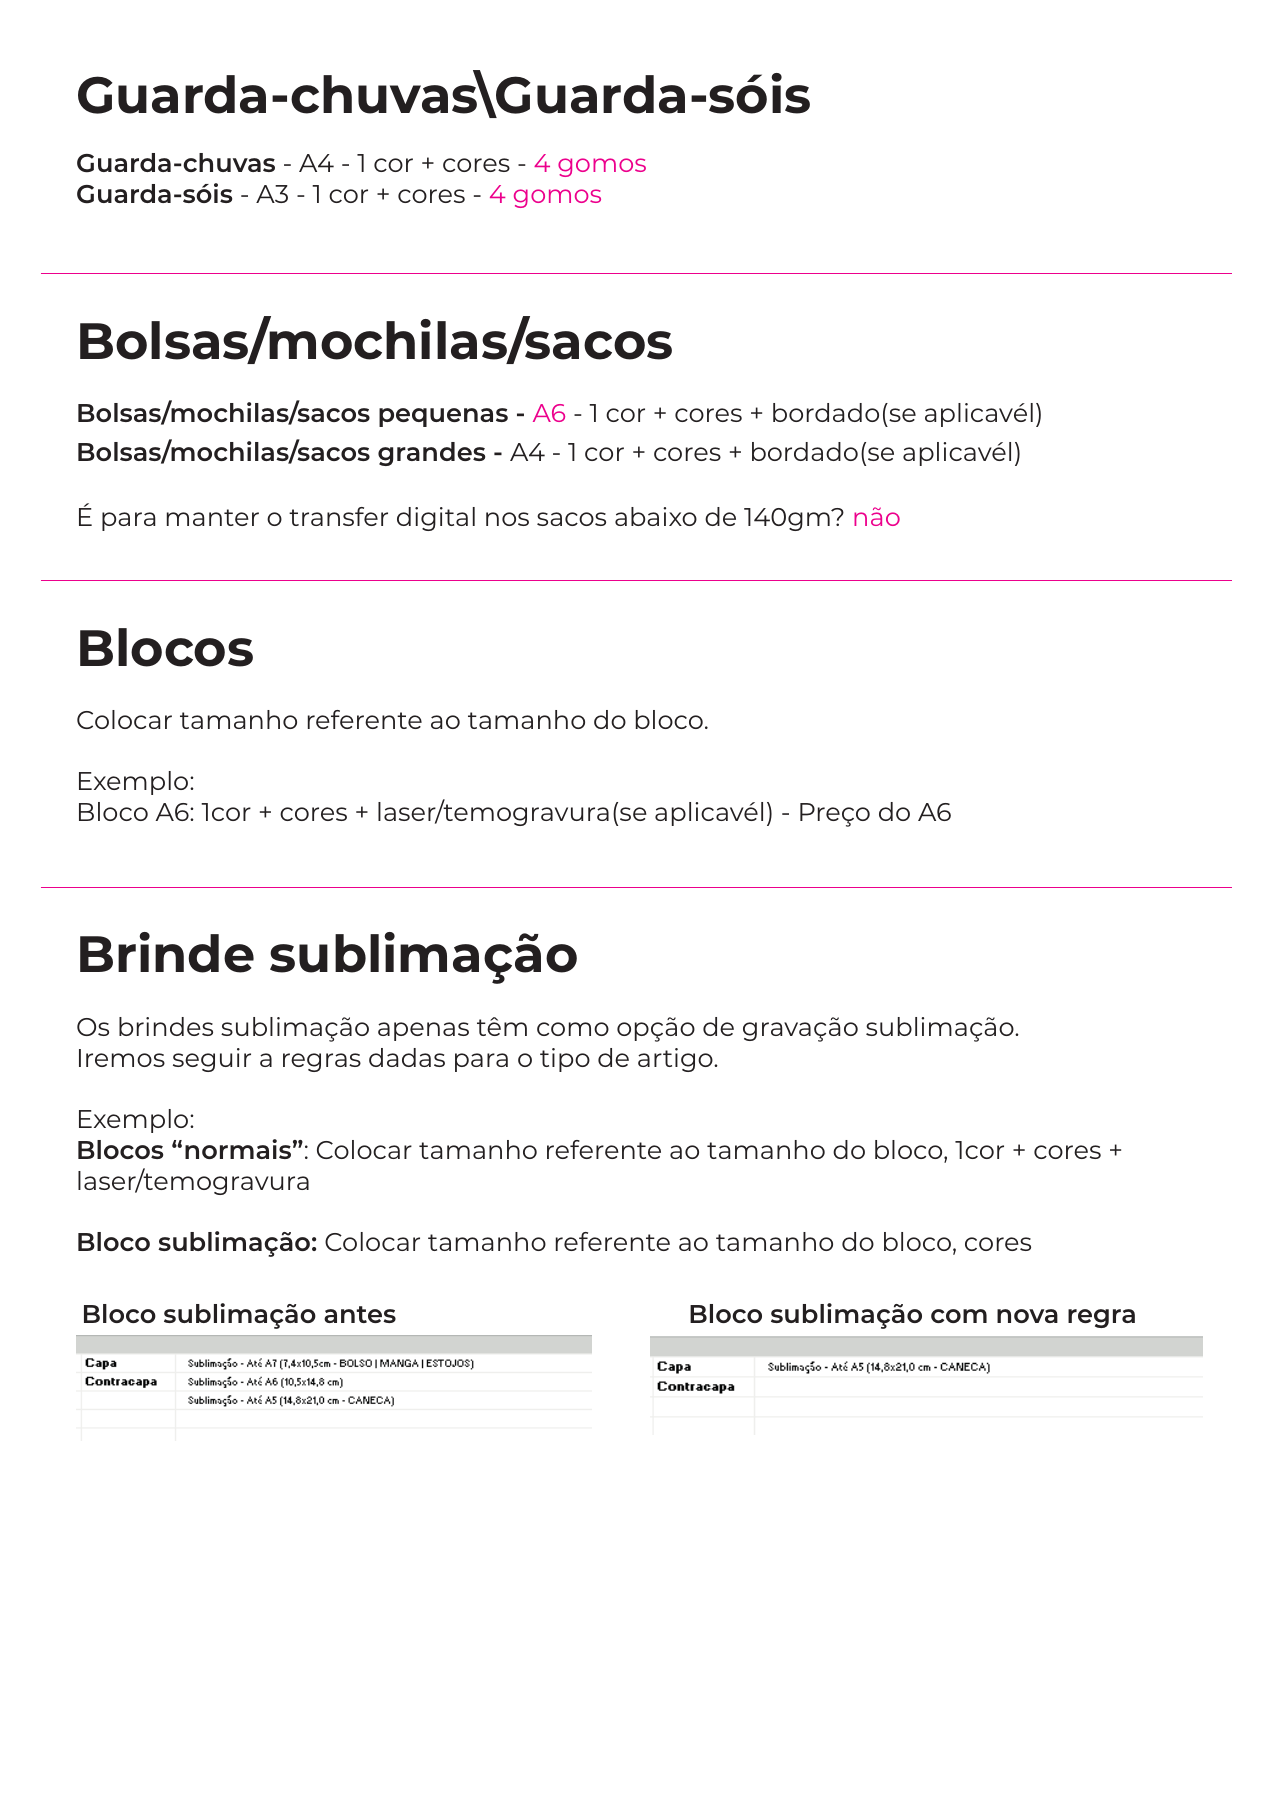 Guarda-chuvas\Guarda-sóis
Guarda-chuvas - A4 - 1 cor + cores - 4 gomos
Guarda-sóis - A3 - 1 cor + cores - 4 gomos
Bolsas/mochilas/sacos
Bolsas/mochilas/sacos pequenas - A6 - 1 cor + cores + bordado(se aplicavél)
Bolsas/mochilas/sacos grandes - A4 - 1 cor + cores + bordado(se aplicavél)
É para manter o transfer digital nos sacos abaixo de 140gm? não
Blocos
Colocar tamanho referente ao tamanho do bloco.
Exemplo:
Bloco A6: 1cor + cores + laser/temogravura(se aplicavél) - Preço do A6
Brinde sublimação
Os brindes sublimação apenas têm como opção de gravação sublimação.
Iremos seguir a regras dadas para o tipo de artigo.
Exemplo:
Blocos “normais”: Colocar tamanho referente ao tamanho do bloco, 1cor + cores +
laser/temogravura
Bloco sublimação: Colocar tamanho referente ao tamanho do bloco, cores
Bloco sublimação antes
Capa Sublimação - Até A7 (7,4x10,5cm - BOLSO | MANGA | ESTOJOS)
Contracapa Sublimação - Até A6 (10,5x14,8 cm)
Sublimação - Até A5 (14,8x21,0 cm - CANECA)
Bloco sublimação com nova regra
Capa Sublimação - Até A5 (14,8x21,0 cm - CANECA)
Contracapa